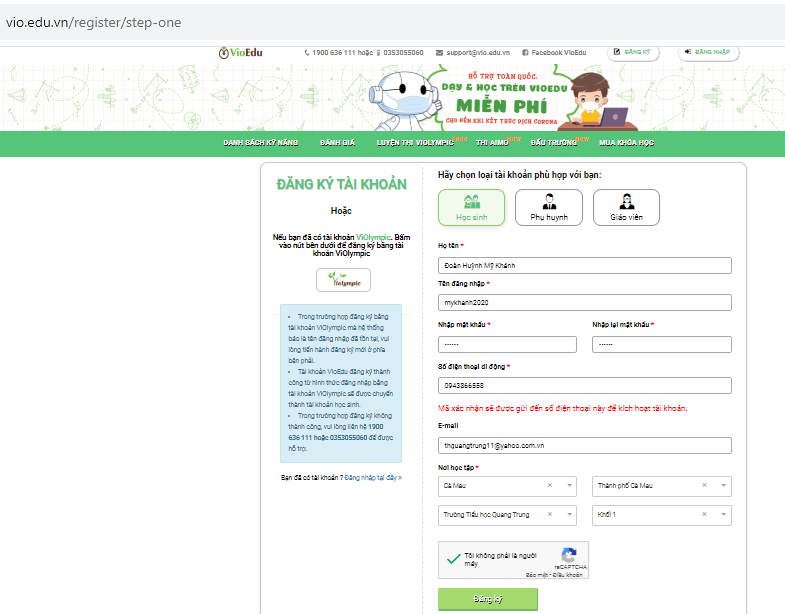 vio.edu.vn/register/step-one
VioEdu
1900 636 111 hoặc 0353055060
support@vio.edu.vn
Facebook VioEdu
ĐĂNG KÝ
ĐĂNG NHẬP
HỖ TRỢ TOÀN QUỐC,
DẠY & HỌC TRÊN VIOEDU
MIỄN PHÍ
CHO ĐẾN KHI KẾT THÚC DỊCH CORONA
DANH SÁCH KỸ NĂNG
ĐÁNH GIÁ
LUYỆN THI VIOLYMPIC
THI AIMO NEW
ĐẤU TRƯỜNG NEW
MUA KHÓA HỌC
ĐĂNG KÝ TÀI KHOẢN
Hoặc
Nếu bạn đã có tài khoản ViOlympic. Bấm
vào nút bên dưới để đăng ký bằng tài
khoản ViOlympic
Violympic
• Trong trường hợp đăng ký bằng
tài khoản ViOlympic mà hệ thống
báo là tên đăng nhập đã tồn tại, vui
lòng tiến hành đăng ký mới ở phía
bên phải.
• Tài khoản VioEdu đăng ký thành
công từ hình thức đăng nhập bằng
tài khoản ViOlympic sẽ được chuyển
thành tài khoản học sinh.
• Trong trường hợp đăng ký không
thành công, vui lòng liên hệ 1900
636 111 hoặc 0353055060 để được
hỗ trợ.
Bạn đã có tài khoản ? Đăng nhập tại đây »
Hãy chọn loại tài khoản phù hợp với bạn:
Học sinh
Phụ huynh
Giáo viên
Họ tên *
Đoàn Huỳnh Mỹ Khánh
Tên đăng nhập *
mykhanh2020
Nhập mật khẩu *
Nhập lại mật khẩu *
••••••
••••••
Số điện thoại di động *
0943866558
Mã xác nhận sẽ được gửi đến số điện thoại này để kích hoạt tài khoản.
E-mail
thquangtrung11@yahoo.com.vn
Nơi học tập *
Cà Mau ×
Thành phố Cà Mau ×
Trường Tiểu học Quang Trung ×
Khối 1 ×
Tôi không phải là người
máy
reCAPTCHA
Bảo mật - Điều khoản
Đăng ký